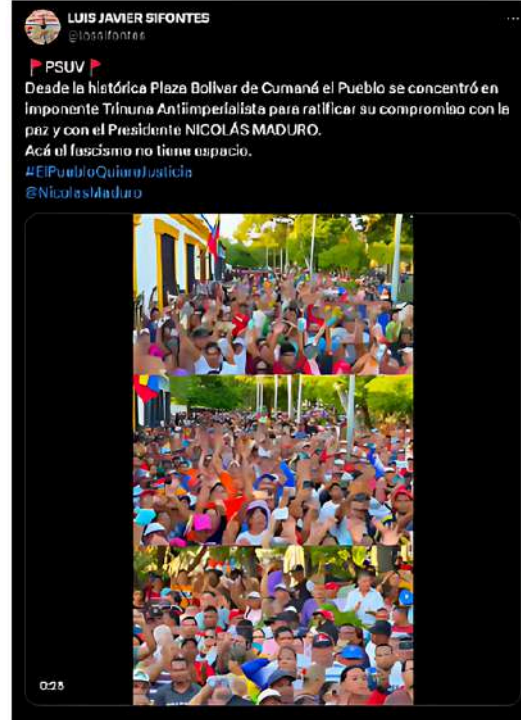 LUIS JAVIER SIFONTES
🚩PSUV🚩
Desde la histórica Plaza Bolivar de Cumaná el Pueblo se concentró en
imponente Trinuna Antiimperialista para ratificar su compromiso con la
paz y con el Presidente NICOLÁS MADURO.
Acá el fascismo no tiene espacio.
#ElPuebloQuiereJusticia
@NicolasMaduro
0:28